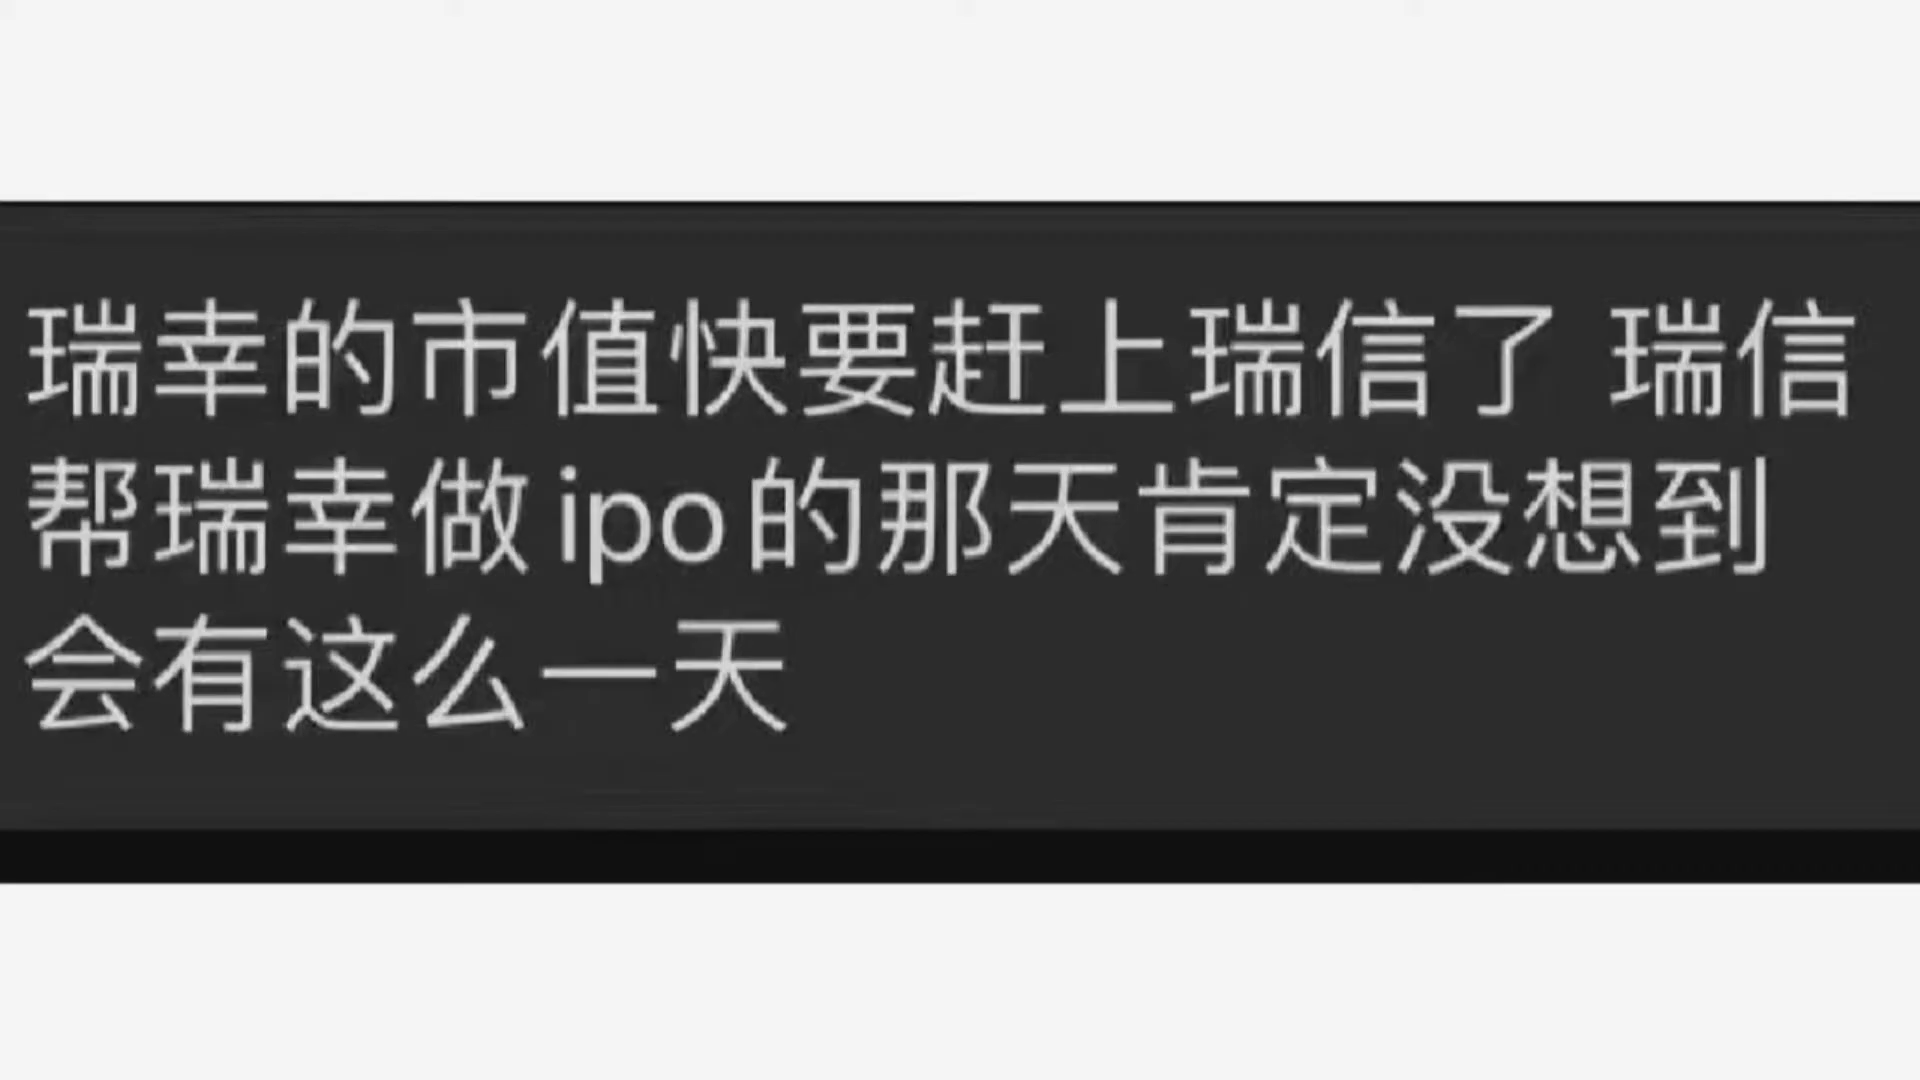 瑞幸的市值快要赶上瑞信了 瑞信
帮瑞幸做ipo的那天肯定没想到
会有这么一天